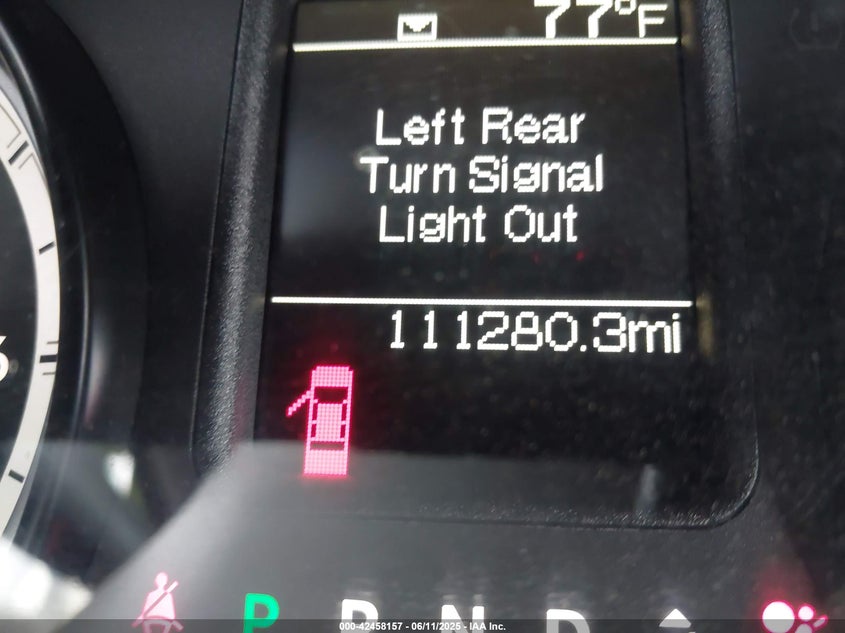 77°F
Left Rear
Turn Signal
Light Out
111280.3mi
P R N D
000-42458157 - 06/11/2025 - IAA Inc.